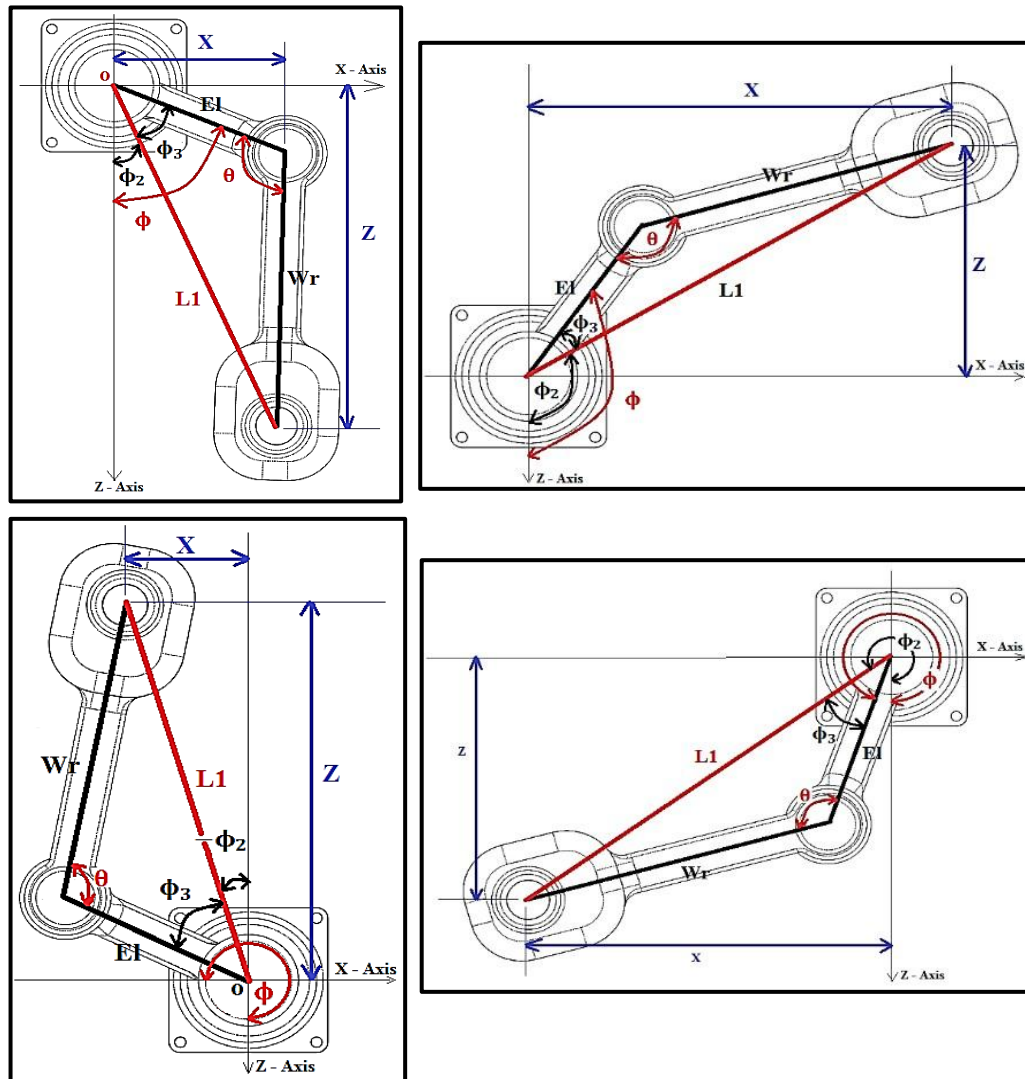 X
X - Axis
o
El
ϕ₃
ϕ₂
θ
ϕ
Z
L1
Wr
Z - Axis
X
Wr
θ
El
L1
Z
ϕ₃
X - Axis
ϕ₂
ϕ
Z - Axis
X
Wr
L1
Z
ϕ₂
θ
ϕ₃
El
X - Axis
o
ϕ
Z - Axis
ϕ₂
X - Axis
ϕ
z
ϕ₃
L1
El
θ
Wr
x
Z - Axis